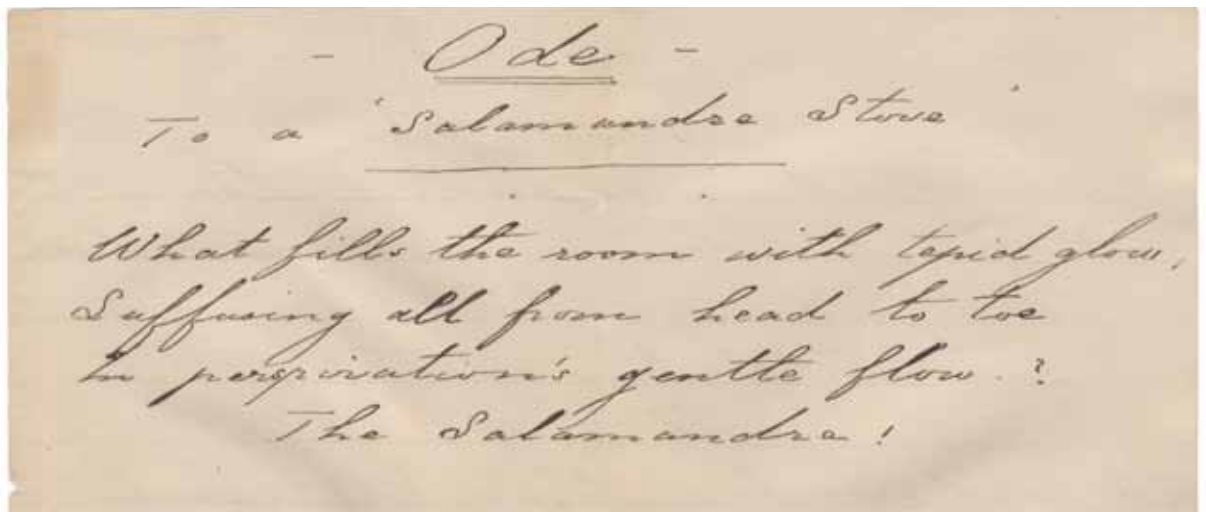 - Ode -
To a 'Salamandre Stove'
What fills the room with tepid glow,
Suffusing all from head to toe
In perspiration's gentle flow.?
The Salamandre!